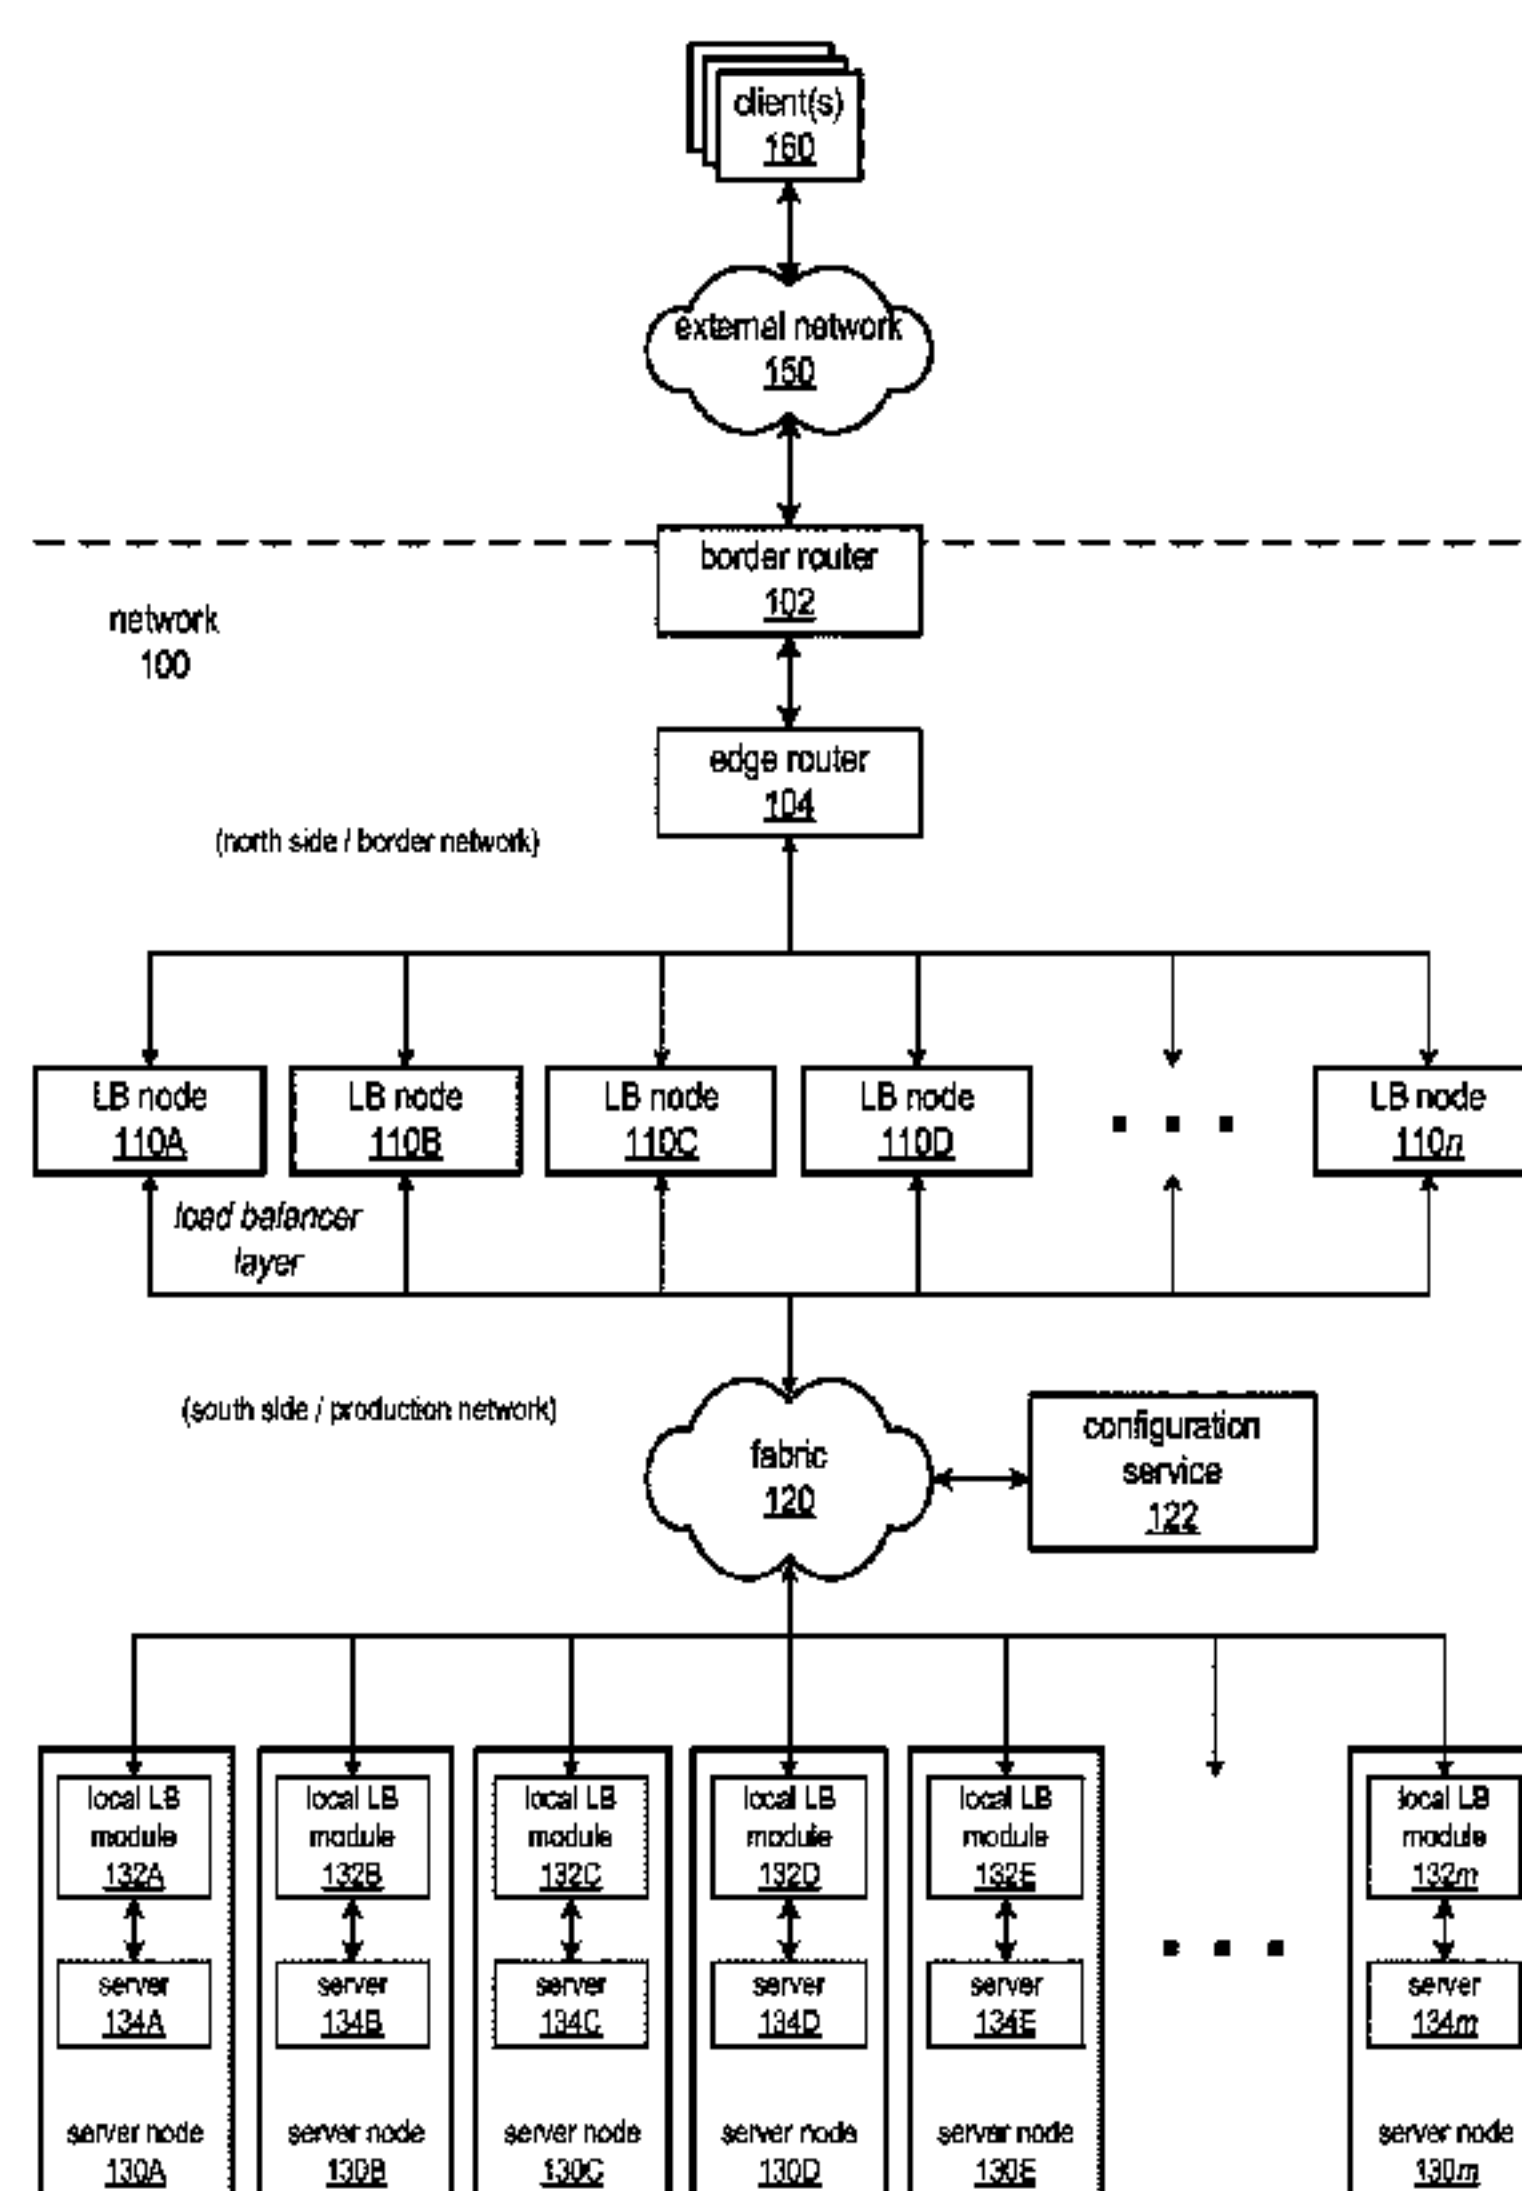 client(s)
160
external network
150
border router
102
network
100
edge router
104
(north side / border network)
LB node
110A
LB node
110B
LB node
110C
LB node
110D
LB node
110n
load balancer
layer
(south side / production network)
fabric
120
configuration
service
122
local LB
module
132A
local LB
module
132B
local LB
module
132C
local LB
module
132D
local LB
module
132E
local LB
module
132m
server
134A
server
134B
server
134C
server
134D
server
134E
server
134m
server node
130A
server node
130B
server node
130C
server node
130D
server node
130E
server node
130m